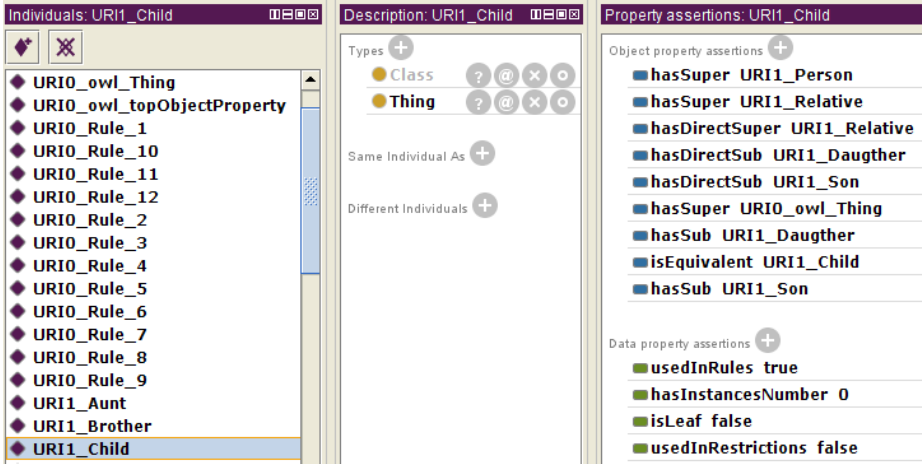 Individuals: URI1_Child
URI0_owl_Thing
URI0_owl_topObjectProperty
URI0_Rule_1
URI0_Rule_10
URI0_Rule_11
URI0_Rule_12
URI0_Rule_2
URI0_Rule_3
URI0_Rule_4
URI0_Rule_5
URI0_Rule_6
URI0_Rule_7
URI0_Rule_8
URI0_Rule_9
URI1_Aunt
URI1_Brother
URI1_Child
Description: URI1_Child
Types
Class
Thing
Same Individual As
Different Individuals
Property assertions: URI1_Child
Object property assertions
hasSuper URI1_Person
hasSuper URI1_Relative
hasDirectSuper URI1_Relative
hasDirectSub URI1_Daugther
hasDirectSub URI1_Son
hasSuper URI0_owl_Thing
hasSub URI1_Daugther
isEquivalent URI1_Child
hasSub URI1_Son
Data property assertions
usedInRules true
hasInstancesNumber 0
isLeaf false
usedInRestrictions false